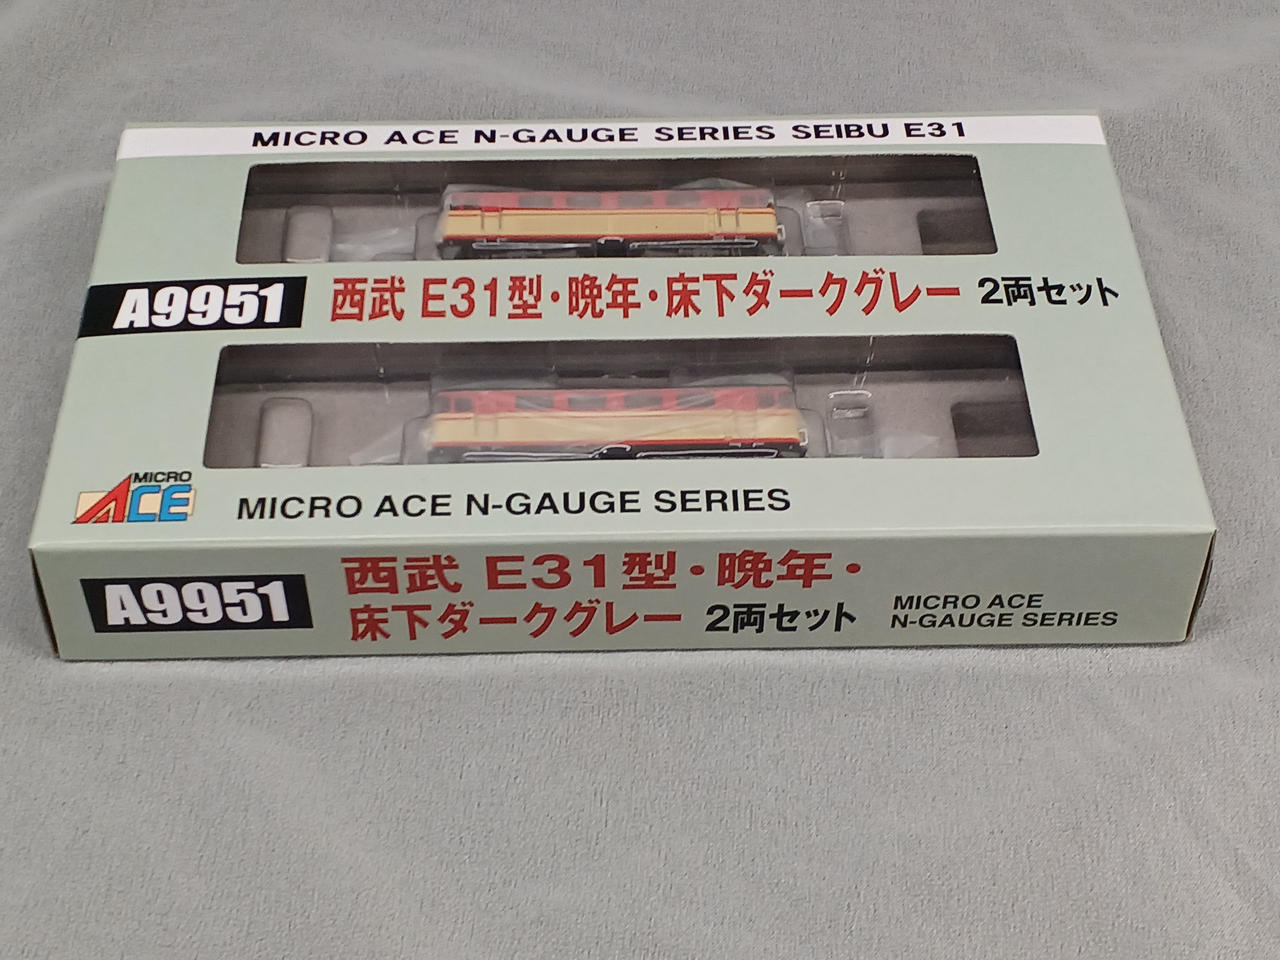 MICRO ACE N-GAUGE SERIES SEIBU E31
A9951 西武 E31型・晩年・床下ダークグレー 2両セット
MICRO ACE
MICRO ACE N-GAUGE SERIES
A9951
西武 E31型・晩年・
床下ダークグレー 2両セット
MICRO ACE
N-GAUGE SERIES